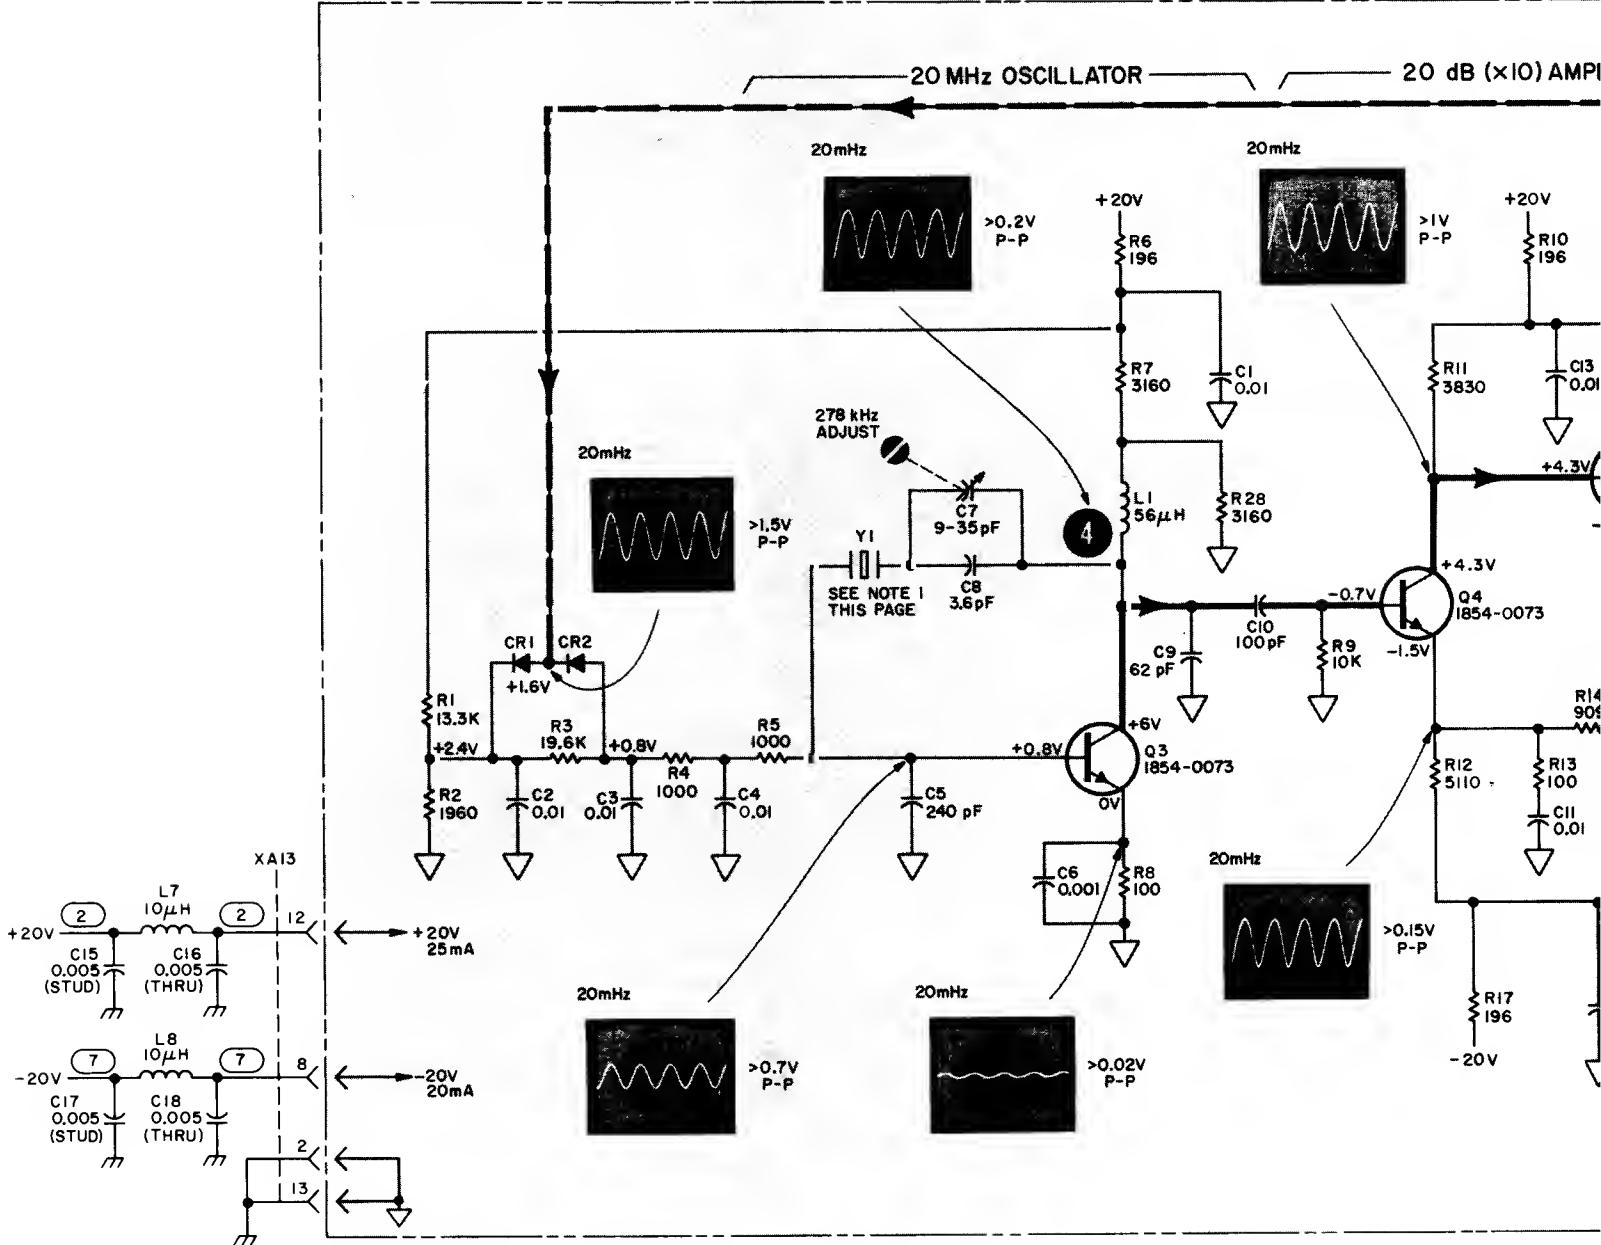 20 MHz OSCILLATOR
20 dB (×10) AMPI
20mHz
>0.2V
P-P
20mHz
>1V
P-P
+20V
R6
196
+20V
R10
196
R7
3160
C1
0.01
R11
3830
C13
0.01
278 kHz
ADJUST
20mHz
>1.5V
P-P
C7
9-35pF
Y1
SEE NOTE 1
THIS PAGE
C8
3.6pF
4
L1
56μH
R28
3160
+4.3V
+4.3V
Q4
1854-0073
-0.7V
-1.5V
C10
100pF
C9
62 pF
R9
10K
CR1
CR2
+1.6V
R1
13.3K
+2.4V
R3
19.6K
+0.8V
R4
1000
R5
1000
+0.8V
+6V
Q3
1854-0073
0V
R14
909
R2
1960
C2
0.01
C3
0.01
C4
0.01
C5
240 pF
R12
5110
R13
100
C11
0.01
C6
0.001
R8
100
20mHz
>0.15V
P-P
XA13
L7
10μH
2
2
12
+20V
+20V
25mA
C15
0.005
(STUD)
C16
0.005
(THRU)
20mHz
>0.7V
P-P
20mHz
>0.02V
P-P
R17
196
-20V
L8
10μH
7
7
8
-20V
-20V
20mA
C17
0.005
(STUD)
C18
0.005
(THRU)
2
13